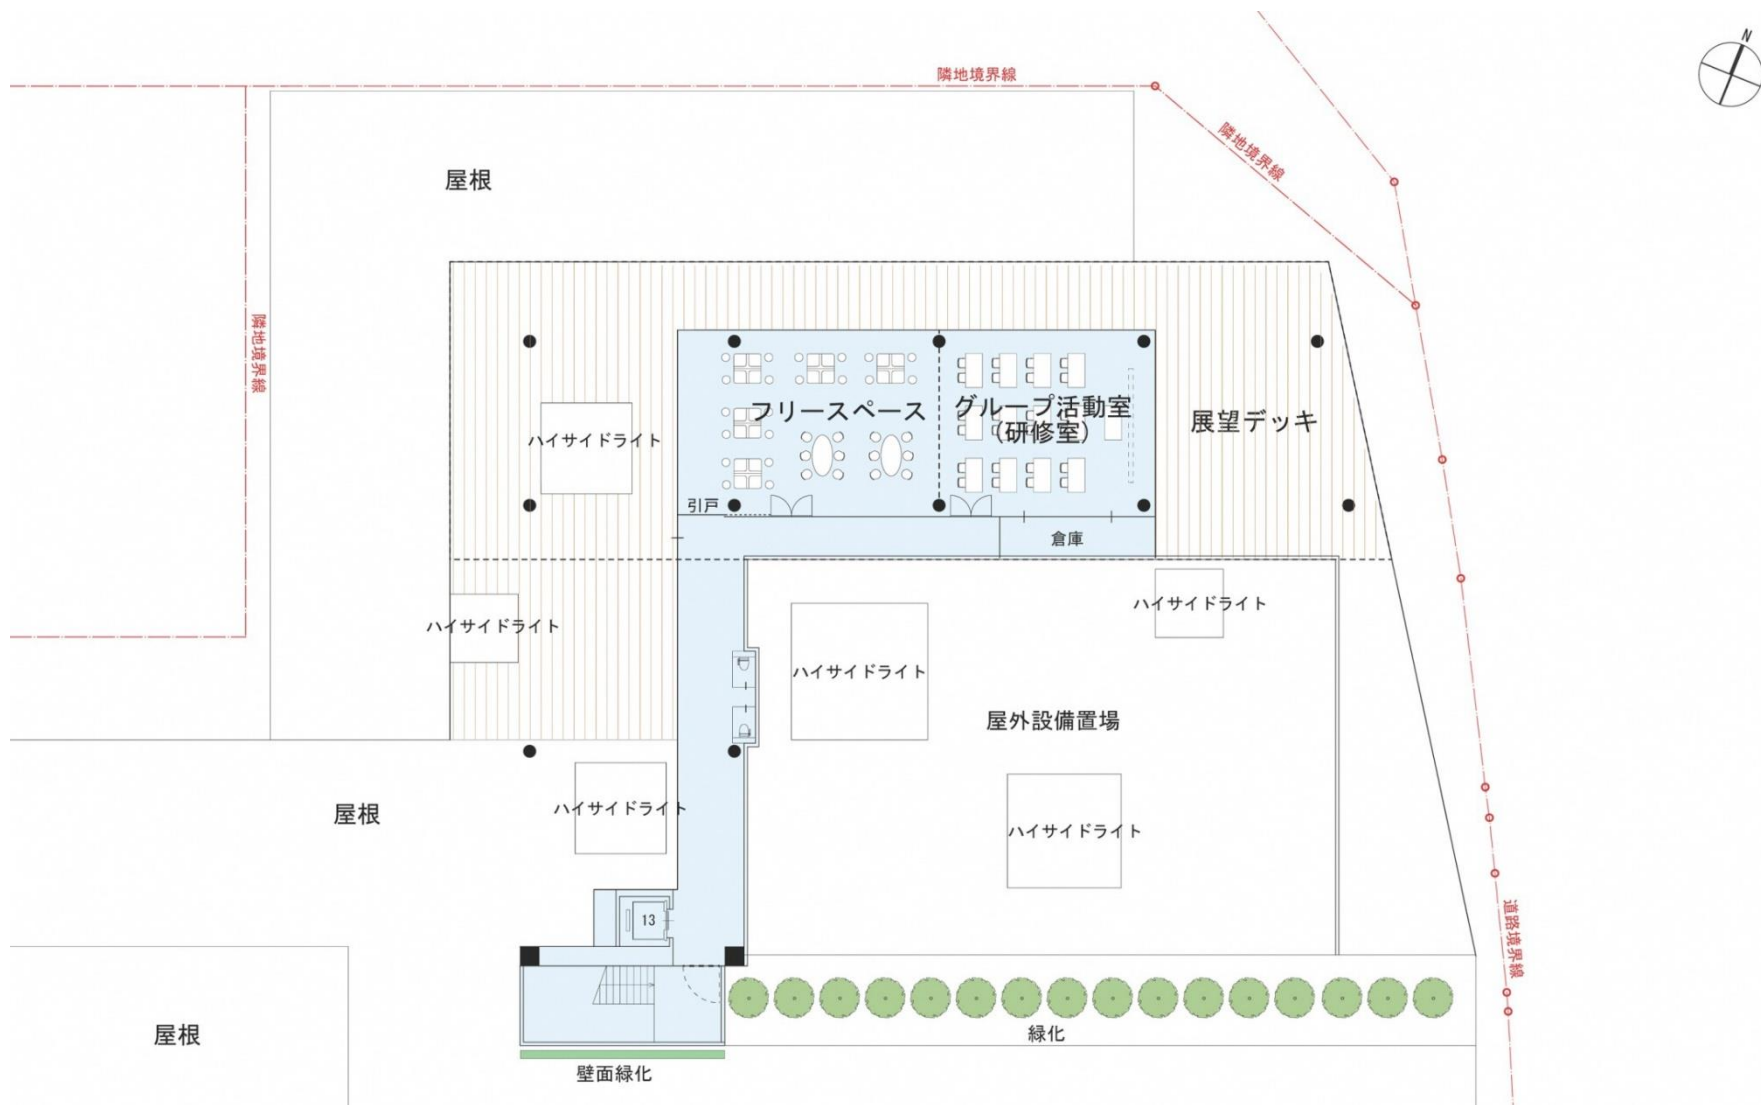 N
隣地境界線
隣地境界線
屋根
隣地境界線
フリースペース
グループ活動室
（研修室）
展望デッキ
ハイサイドライト
引戸
倉庫
ハイサイドライト
ハイサイドライト
ハイサイドライト
屋外設備置場
屋根
ハイサイドライト
ハイサイドライト
13
道路境界線
屋根
緑化
壁面緑化